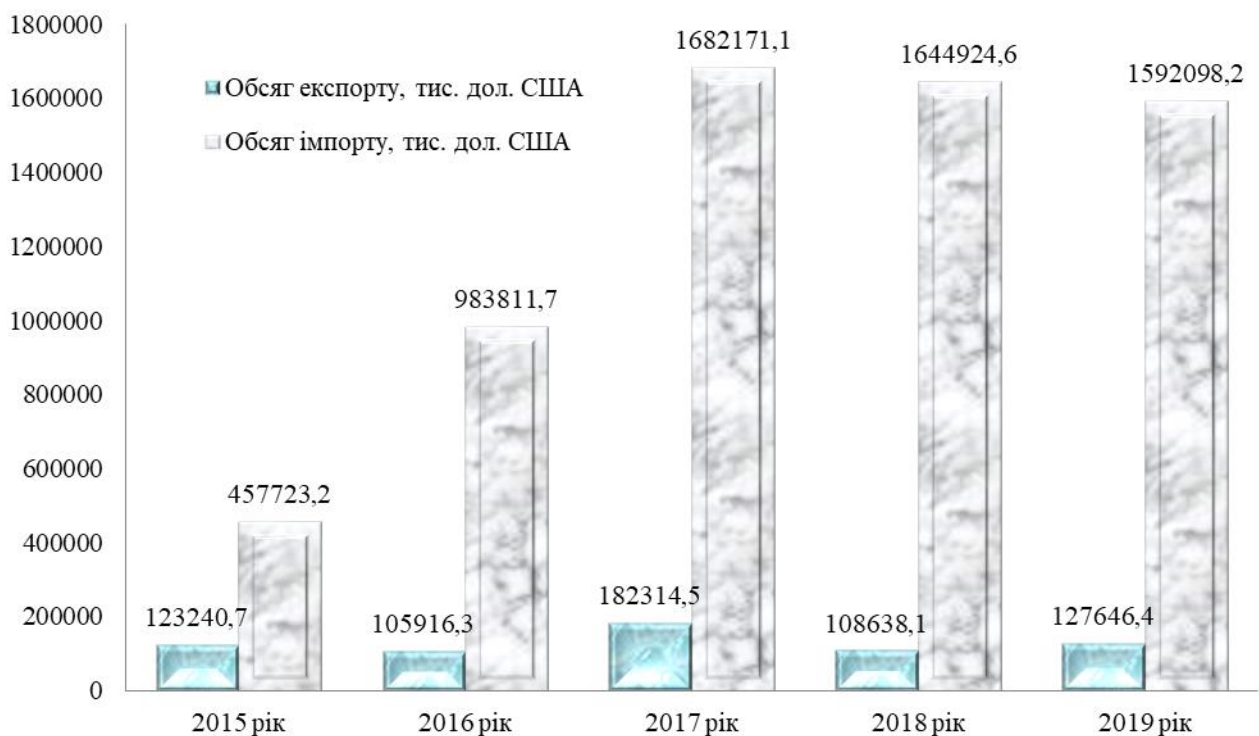 1800000
1600000
1400000
1200000
1000000
800000
600000
400000
200000
0
Обсяг експорту, тис. дол. США
Обсяг імпорту, тис. дол. США
123240,7
457723,2
105916,3
983811,7
182314,5
1682171,1
108638,1
1644924,6
127646,4
1592098,2
2015 рік
2016 рік
2017 рік
2018 рік
2019 рік